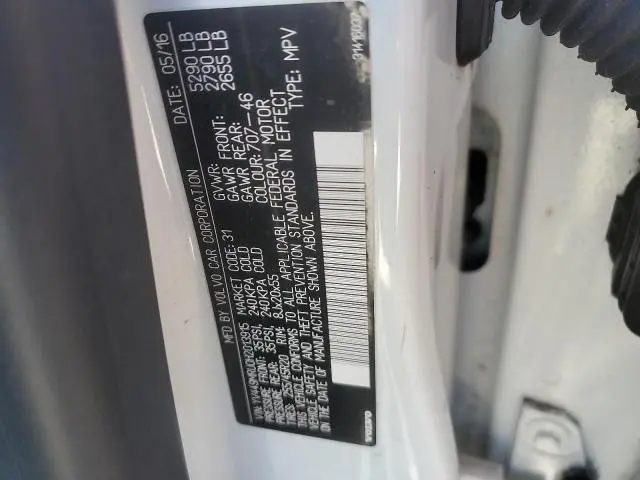 MFD BY VOLVO CAR CORPORATION DATE: 05/16
GVWR: 5290 LB
GAWR FRONT: 2790 LB
GAWR REAR: 2655 LB
MARKET CODE: 31 COLOUR: 707-46
PRESSURE FRONT: 35PSI, 240KPA COLD
PRESSURE REAR: 35PSI, 240KPA COLD
TIRES: 255/45R20 RIM: 8Jx20x55
THIS VEHICLE CONFORMS TO ALL APPLICABLE FEDERAL MOTOR
VEHICLE SAFETY AND THEFT PREVENTION STANDARDS IN EFFECT
ON THE DATE OF MANUFACTURE SHOWN ABOVE. TYPE: MPV
VOLVO